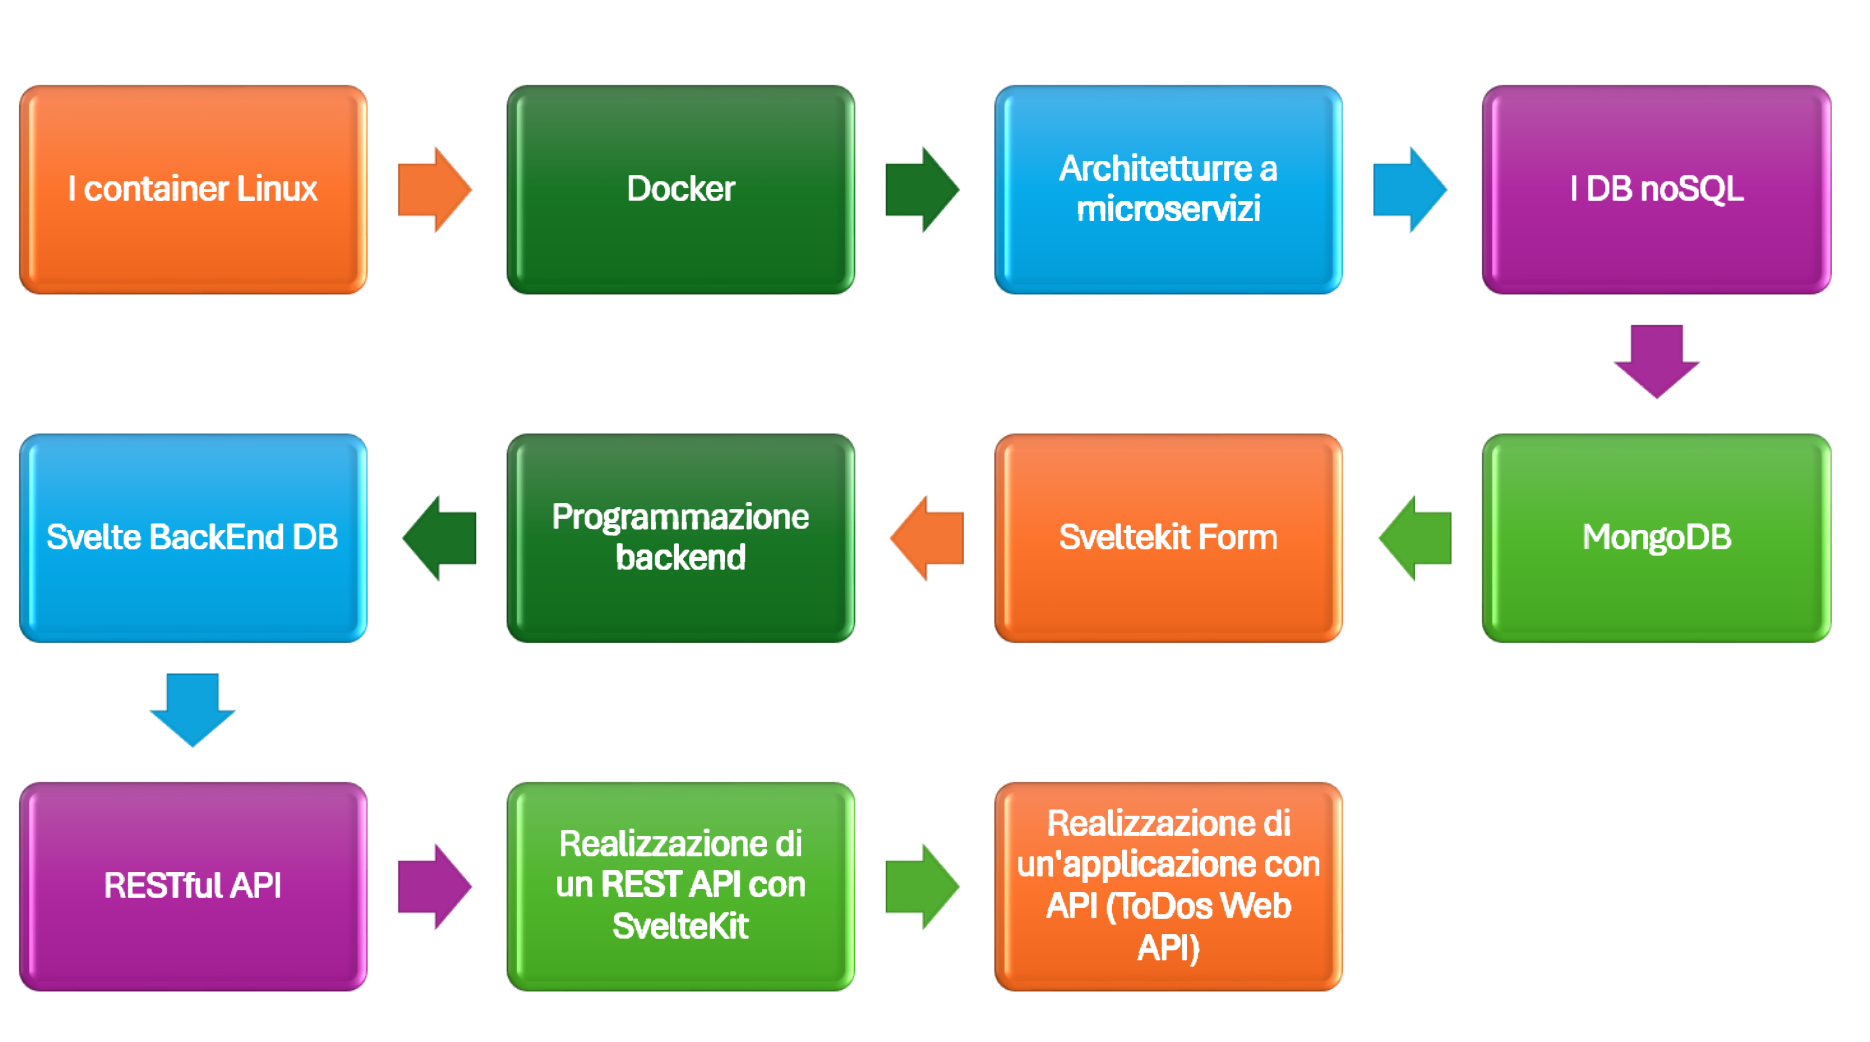 I container Linux
Docker
Architetturre a
microservizi
I DB noSQL
MongoDB
Sveltekit Form
Programmazione
backend
Svelte BackEnd DB
RESTful API
Realizzazione di
un REST API con
SvelteKit
Realizzazione di
un'applicazione con
API (ToDos Web
API)